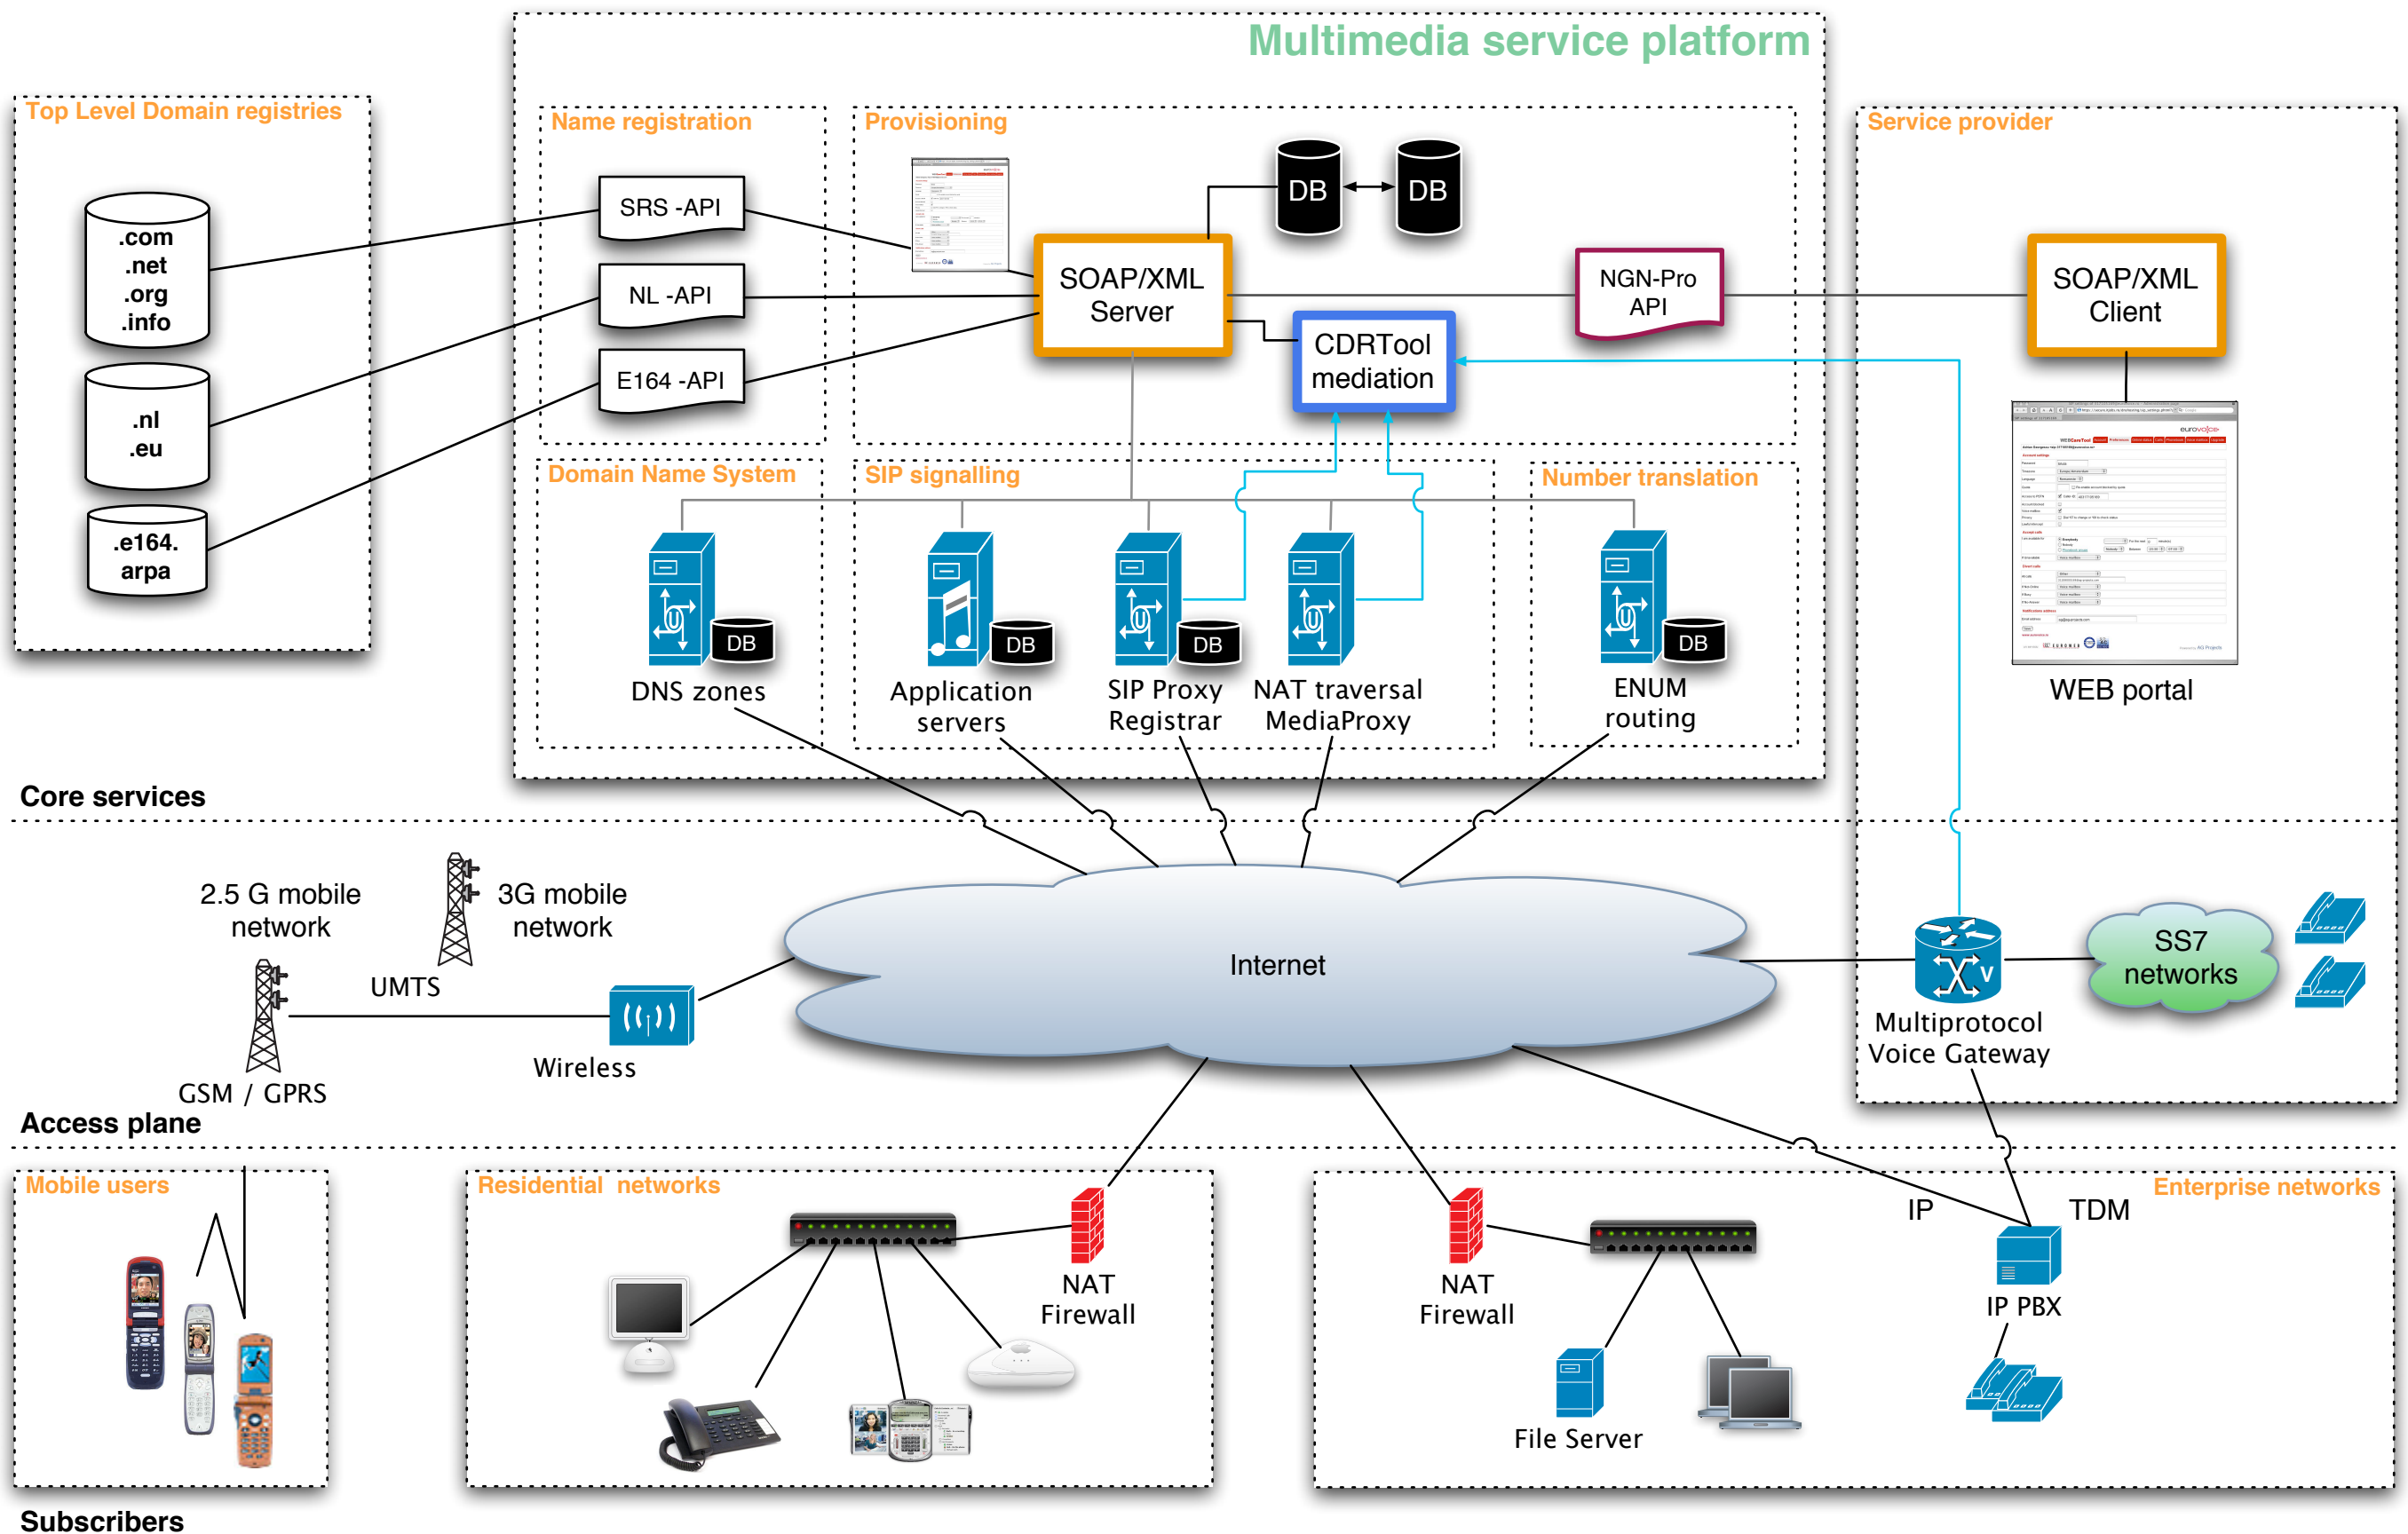 Multimedia service platform
Top Level Domain registries
Name registration
Provisioning
Service provider
.com
.net
.org
.info
.nl
.eu
.e164.
arpa
SRS -API
NL -API
E164 -API
DB
DB
SOAP/XML
Server
NGN-Pro
API
CDRTool
mediation
SOAP/XML
Client
eurovoice
WEB portal
Domain Name System
SIP signalling
Number translation
DB
DB
DB
DB
DNS zones
Application
servers
SIP Proxy
Registrar
NAT traversal
MediaProxy
ENUM
routing
Core services
2.5 G mobile
network
3G mobile
network
UMTS
GSM / GPRS
Wireless
Internet
V
Multiprotocol
Voice Gateway
SS7
networks
Access plane
Mobile users
Residential networks
Enterprise networks
NAT
Firewall
NAT
Firewall
IP
TDM
IP PBX
File Server
Subscribers